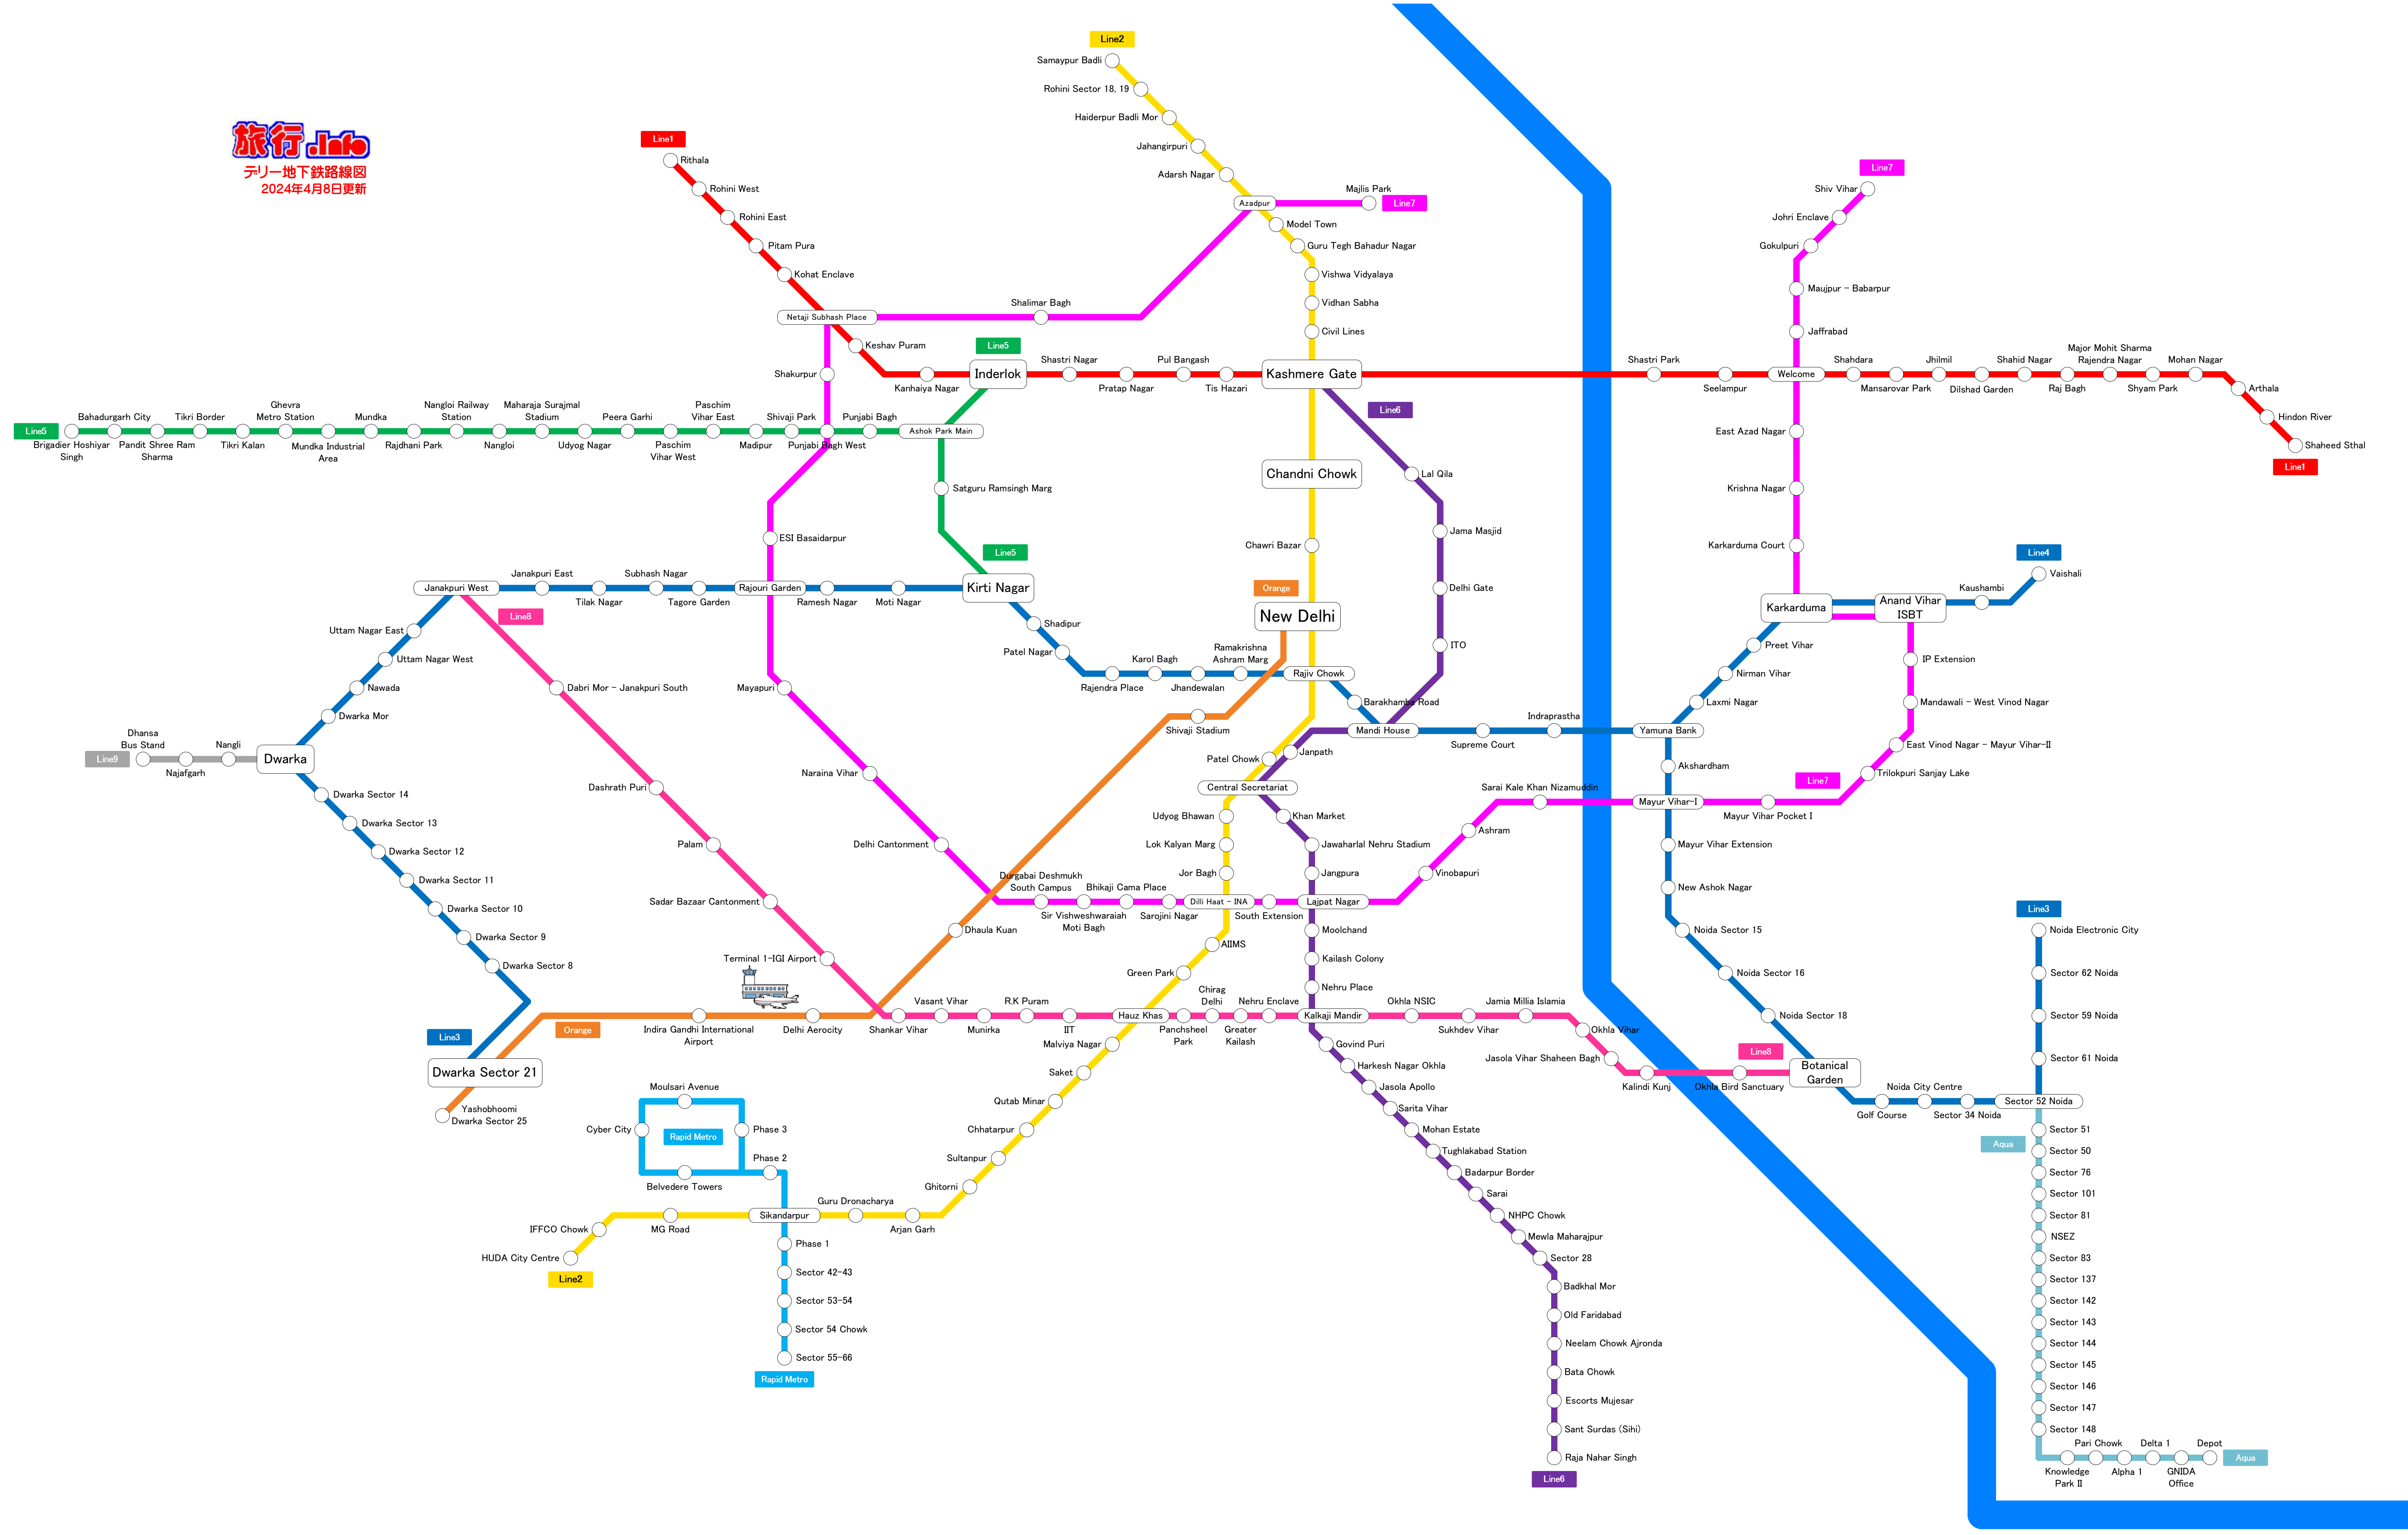 Line2
Samaypur Badli
Rohini Sector 18, 19
Haiderpur Badli Mor
Jahangirpuri
Adarsh Nagar
Azadpur
Majlis Park
Line7
Model Town
Guru Tegh Bahadur Nagar
Vishwa Vidyalaya
Vidhan Sabha
Civil Lines
旅行.Info
デリー地下鉄路線図
2024年4月8日更新
Line1
Rithala
Rohini West
Rohini East
Pitam Pura
Kohat Enclave
Netaji Subhash Place
Shalimar Bagh
Keshav Puram
Shakurpur
Kanhaiya Nagar
Line5
Inderlok
Shastri Nagar
Pratap Nagar
Pul Bangash
Tis Hazari
Kashmere Gate
Line6
Shastri Park
Seelampur
Welcome
Shahdara
Mansarovar Park
Jhilmil
Dilshad Garden
Shahid Nagar
Raj Bagh
Major Mohit Sharma
Rajendra Nagar
Shyam Park
Mohan Nagar
Arthala
Hindon River
Shaheed Sthal
Line1
Line7
Shiv Vihar
Johri Enclave
Gokulpuri
Maujpur - Babarpur
Jaffrabad
East Azad Nagar
Krishna Nagar
Karkarduma Court
Line5
Brigadier Hoshiyar
Singh
Bahadurgarh City
Pandit Shree Ram
Sharma
Tikri Border
Tikri Kalan
Ghevra
Metro Station
Mundka Industrial
Area
Mundka
Rajdhani Park
Nangloi Railway
Station
Nangloi
Maharaja Surajmal
Stadium
Udyog Nagar
Peera Garhi
Paschim
Vihar West
Paschim
Vihar East
Madipur
Shivaji Park
Punjabi Bagh West
Punjabi Bagh
Ashok Park Main
Satguru Ramsingh Marg
Line5
Kirti Nagar
Chandni Chowk
Chawri Bazar
Orange
New Delhi
Lal Qila
Jama Masjid
Delhi Gate
ITO
Janakpuri West
Line8
Janakpuri East
Tilak Nagar
Subhash Nagar
Tagore Garden
Rajouri Garden
ESI Basaidarpur
Ramesh Nagar
Moti Nagar
Shadipur
Patel Nagar
Rajendra Place
Karol Bagh
Jhandewalan
Ramakrishna
Ashram Marg
Rajiv Chowk
Barakhamba Road
Mandi House
Supreme Court
Indraprastha
Yamuna Bank
Laxmi Nagar
Nirman Vihar
Preet Vihar
Karkarduma
Anand Vihar
ISBT
Kaushambi
Vaishali
Line4
IP Extension
Mandawali - West Vinod Nagar
East Vinod Nagar - Mayur Vihar-II
Trilokpuri Sanjay Lake
Line7
Mayur Vihar Pocket I
Mayur Vihar-I
Akshardham
Mayur Vihar Extension
New Ashok Nagar
Noida Sector 15
Noida Sector 16
Noida Sector 18
Botanical
Garden
Golf Course
Noida City Centre
Sector 34 Noida
Sector 52 Noida
Sector 61 Noida
Sector 59 Noida
Sector 62 Noida
Noida Electronic City
Line3
Uttam Nagar East
Uttam Nagar West
Nawada
Dwarka Mor
Dwarka
Line9
Dhansa
Bus Stand
Najafgarh
Nangli
Dwarka Sector 14
Dwarka Sector 13
Dwarka Sector 12
Dwarka Sector 11
Dwarka Sector 10
Dwarka Sector 9
Dwarka Sector 8
Line3
Dwarka Sector 21
Yashobhoomi
Dwarka Sector 25
Orange
Indira Gandhi International
Airport
Delhi Aerocity
Dhaula Kuan
Shivaji Stadium
Dabri Mor - Janakpuri South
Dashrath Puri
Palam
Sadar Bazaar Cantonment
Terminal 1-IGI Airport
Shankar Vihar
Vasant Vihar
Munirka
R.K Puram
IIT
Hauz Khas
Panchsheel
Park
Chirag
Delhi
Greater
Kailash
Nehru Enclave
Kalkaji Mandir
Okhla NSIC
Sukhdev Vihar
Jamia Millia Islamia
Okhla Vihar
Jasola Vihar Shaheen Bagh
Kalindi Kunj
Okhla Bird Sanctuary
Line8
Mayapuri
Naraina Vihar
Delhi Cantonment
Durgabai Deshmukh
South Campus
Sir Vishweshwaraiah
Moti Bagh
Bhikaji Cama Place
Sarojini Nagar
Dilli Haat - INA
South Extension
Lajpat Nagar
Vinobapuri
Ashram
Sarai Kale Khan Nizamuddin
Patel Chowk
Janpath
Central Secretariat
Udyog Bhawan
Lok Kalyan Marg
Jor Bagh
AIIMS
Green Park
Malviya Nagar
Saket
Qutab Minar
Chhatarpur
Sultanpur
Ghitorni
Arjan Garh
Guru Dronacharya
Sikandarpur
MG Road
IFFCO Chowk
HUDA City Centre
Line2
Khan Market
Jawaharlal Nehru Stadium
Jangpura
Moolchand
Kailash Colony
Nehru Place
Govind Puri
Harkesh Nagar Okhla
Jasola Apollo
Sarita Vihar
Mohan Estate
Tughlakabad Station
Badarpur Border
Sarai
NHPC Chowk
Mewla Maharajpur
Sector 28
Badkhal Mor
Old Faridabad
Neelam Chowk Ajronda
Bata Chowk
Escorts Mujesar
Sant Surdas (Sihi)
Raja Nahar Singh
Line6
Moulsari Avenue
Cyber City
Rapid Metro
Phase 3
Phase 2
Belvedere Towers
Phase 1
Sector 42-43
Sector 53-54
Sector 54 Chowk
Sector 55-66
Rapid Metro
Aqua
Sector 51
Sector 50
Sector 76
Sector 101
Sector 81
NSEZ
Sector 83
Sector 137
Sector 142
Sector 143
Sector 144
Sector 145
Sector 146
Sector 147
Sector 148
Knowledge
Park II
Pari Chowk
Alpha 1
Delta 1
GNIDA
Office
Depot
Aqua